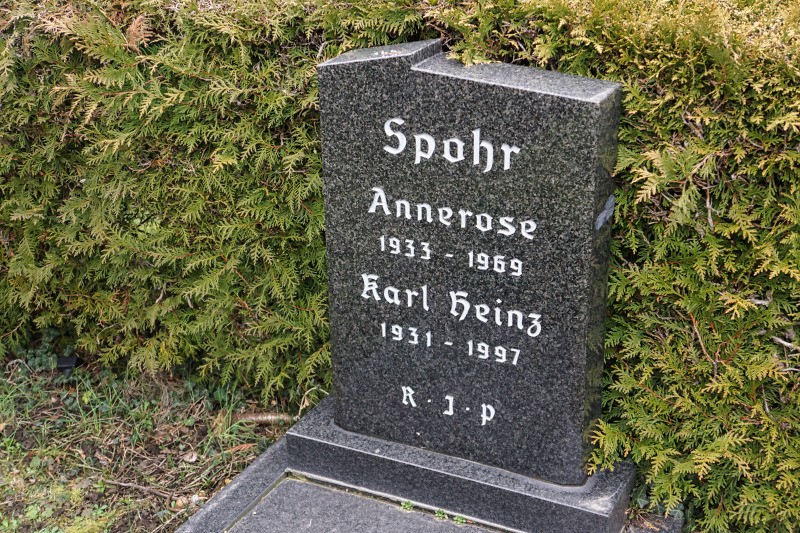 Spohr
Annerose
1933 - 1969
Karl Heinz
1931 - 1997
R · I · P